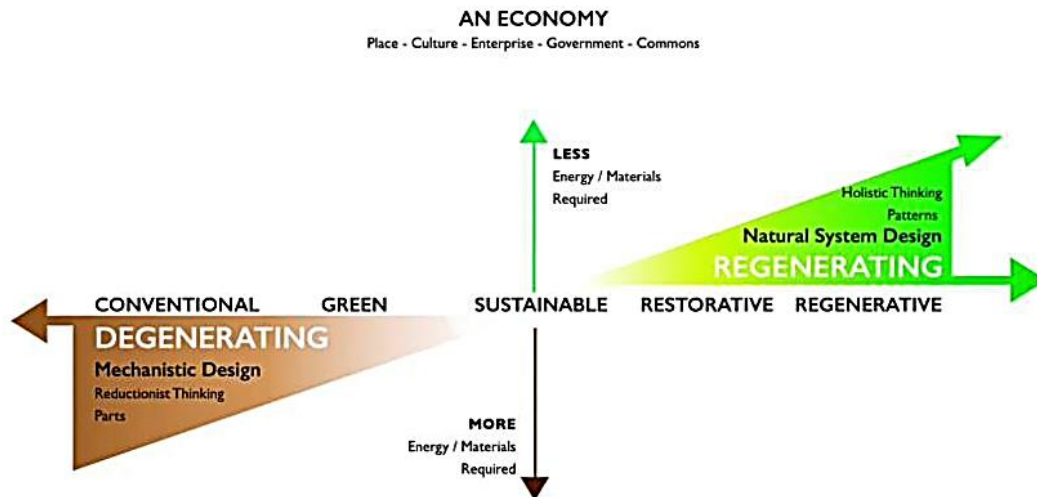 AN ECONOMY
Place - Culture - Enterprise - Government - Commons
LESS
Energy / Materials
Required
Holistic Thinking
Patterns
Natural System Design
REGENERATING
CONVENTIONAL GREEN SUSTAINABLE RESTORATIVE REGENERATIVE
DEGENERATING
Mechanistic Design
Reductionist Thinking
Parts
MORE
Energy / Materials
Required